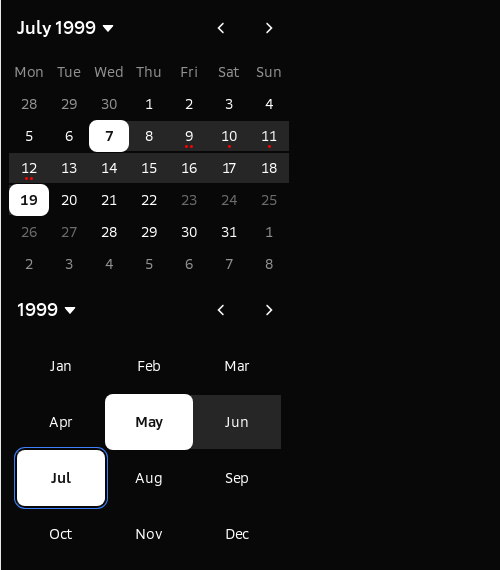 July 1999
Mon Tue Wed Thu Fri Sat Sun
28 29 30 1 2 3 4
5 6 7 8 9 10 11
12 13 14 15 16 17 18
19 20 21 22 23 24 25
26 27 28 29 30 31 1
2 3 4 5 6 7 8
1999
Jan Feb Mar
Apr May Jun
Jul Aug Sep
Oct Nov Dec